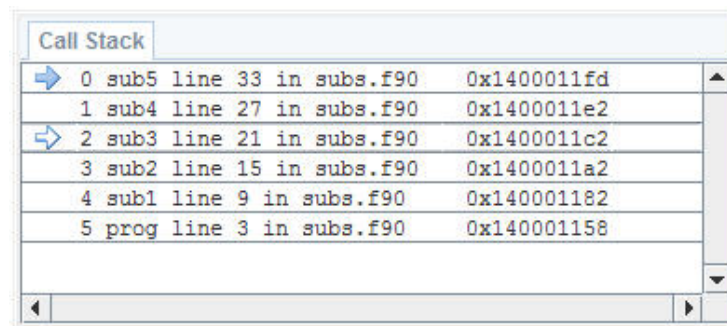 Call Stack
0 sub5 line 33 in subs.f90 0x1400011fd
1 sub4 line 27 in subs.f90 0x1400011e2
2 sub3 line 21 in subs.f90 0x1400011c2
3 sub2 line 15 in subs.f90 0x1400011a2
4 sub1 line 9 in subs.f90 0x140001182
5 prog line 3 in subs.f90 0x140001158